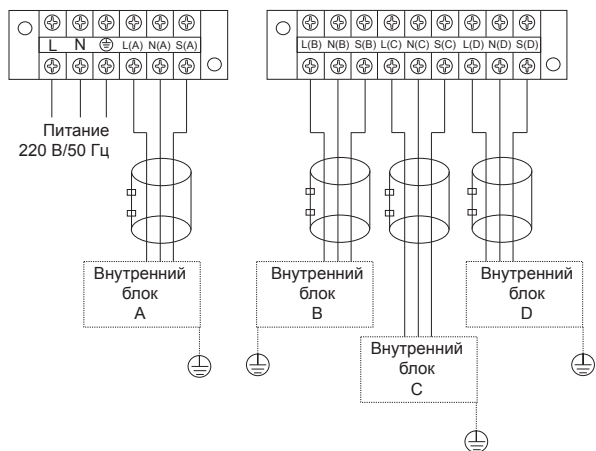 L N L(A) N(A) S(A)
L(B) N(B) S(B) L(C) N(C) S(C) L(D) N(D) S(D)
Питание
220 В/50 Гц
Внутренний
блок
A
Внутренний
блок
B
Внутренний
блок
C
Внутренний
блок
D